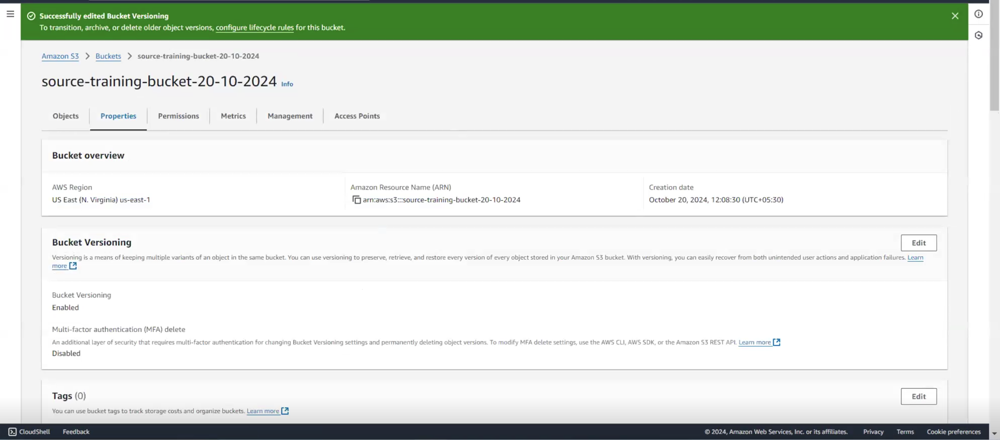 Successfully edited Bucket Versioning
To transition, archive, or delete older object versions, configure lifecycle rules for this bucket.
Amazon S3 > Buckets > source-training-bucket-20-10-2024
source-training-bucket-20-10-2024 Info
Objects Properties Permissions Metrics Management Access Points
Bucket overview
AWS Region
US East (N. Virginia) us-east-1
Amazon Resource Name (ARN)
arn:aws:s3:::source-training-bucket-20-10-2024
Creation date
October 20, 2024, 12:08:30 (UTC+05:30)
Bucket Versioning
Edit
Versioning is a means of keeping multiple variants of an object in the same bucket. You can use versioning to preserve, retrieve, and restore every version of every object stored in your Amazon S3 bucket. With versioning, you can easily recover from both unintended user actions and application failures. Learn
more
Bucket Versioning
Enabled
Multi-factor authentication (MFA) delete
An additional layer of security that requires multi-factor authentication for changing Bucket Versioning settings and permanently deleting object versions. To modify MFA delete settings, use the AWS CLI, AWS SDK, or the Amazon S3 REST API. Learn more
Disabled
Tags (0)
Edit
You can use bucket tags to track storage costs and organize buckets. Learn more
CloudShell Feedback © 2024, Amazon Web Services, Inc. or its affiliates. Privacy Terms Cookie preferences